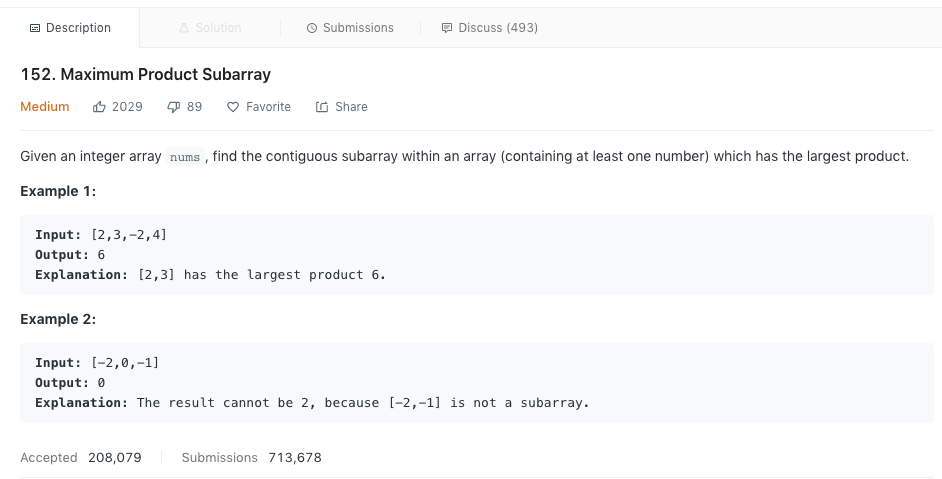 Description Solution Submissions Discuss (493)
152. Maximum Product Subarray
Medium 2029 89 Favorite Share
Given an integer array nums , find the contiguous subarray within an array (containing at least one number) which has the largest product.
Example 1:
Input: [2,3,-2,4]
Output: 6
Explanation: [2,3] has the largest product 6.
Example 2:
Input: [-2,0,-1]
Output: 0
Explanation: The result cannot be 2, because [-2,-1] is not a subarray.
Accepted 208,079 Submissions 713,678